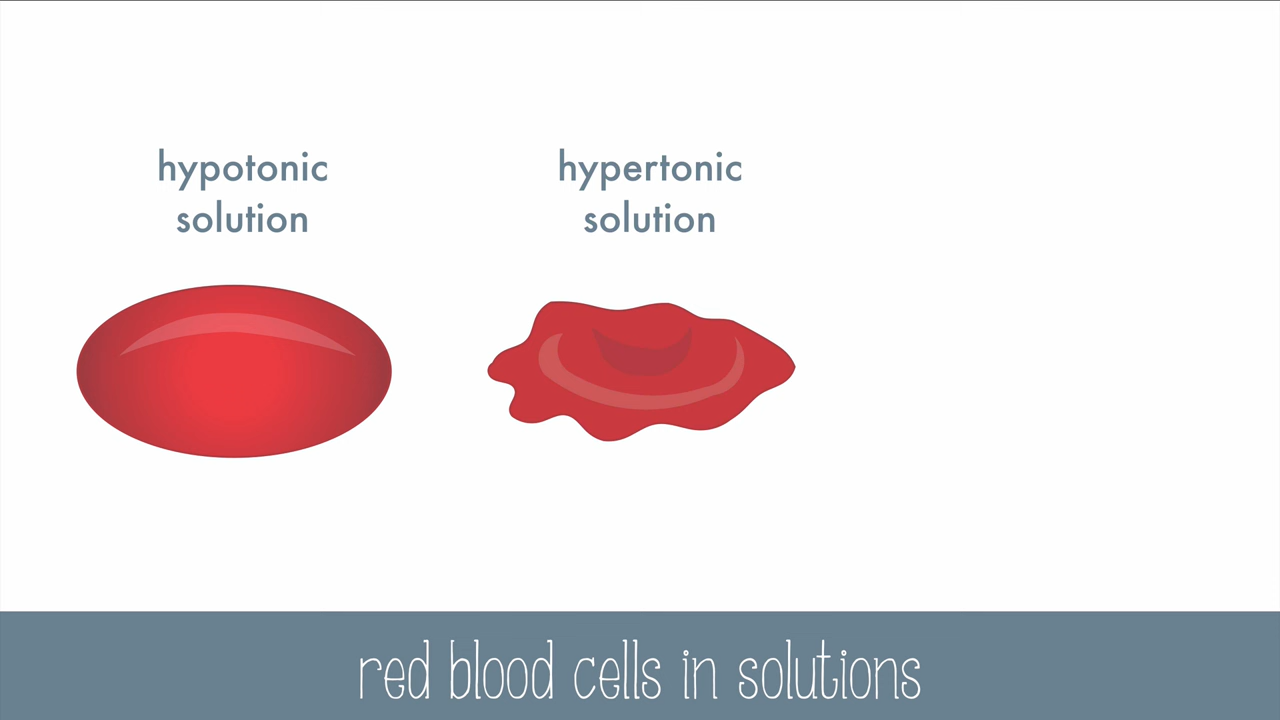 hypotonic
solution
hypertonic
solution
red blood cells in solutions